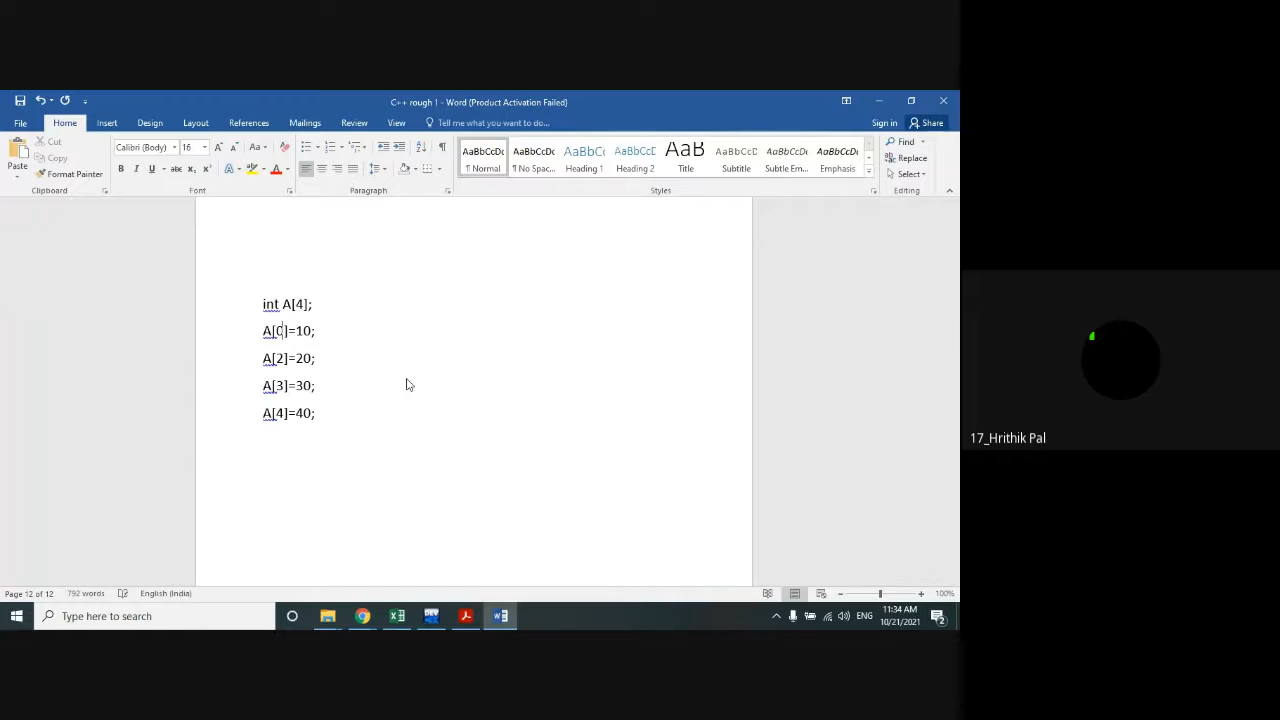 C++ rough ! - Word (Product Activation Failed)
File Home Insert Design Layout References Mailings Review View Tell me what you want to do... Sign in Share
Paste Cut Copy Format Painter
Calibri (Body) 16
AaBbCcDc AaBbCcDc AaBbCc AaBbCcD AaB AaBbCcD AaBbCcDc AaBbCcDc
¶ Normal ¶ No Spac... Heading 1 Heading 2 Title Subtitle Subtle Em... Emphasis
Find Replace Select
Clipboard Font Paragraph Styles Editing
int A[4];
A[0]=10;
A[2]=20;
A[3]=30;
A[4]=40;
17_Hrithik Pal
Page 12 of 12 792 words English (India) 100%
Type here to search
DEV
ENG
11:34 AM
10/21/2021
2